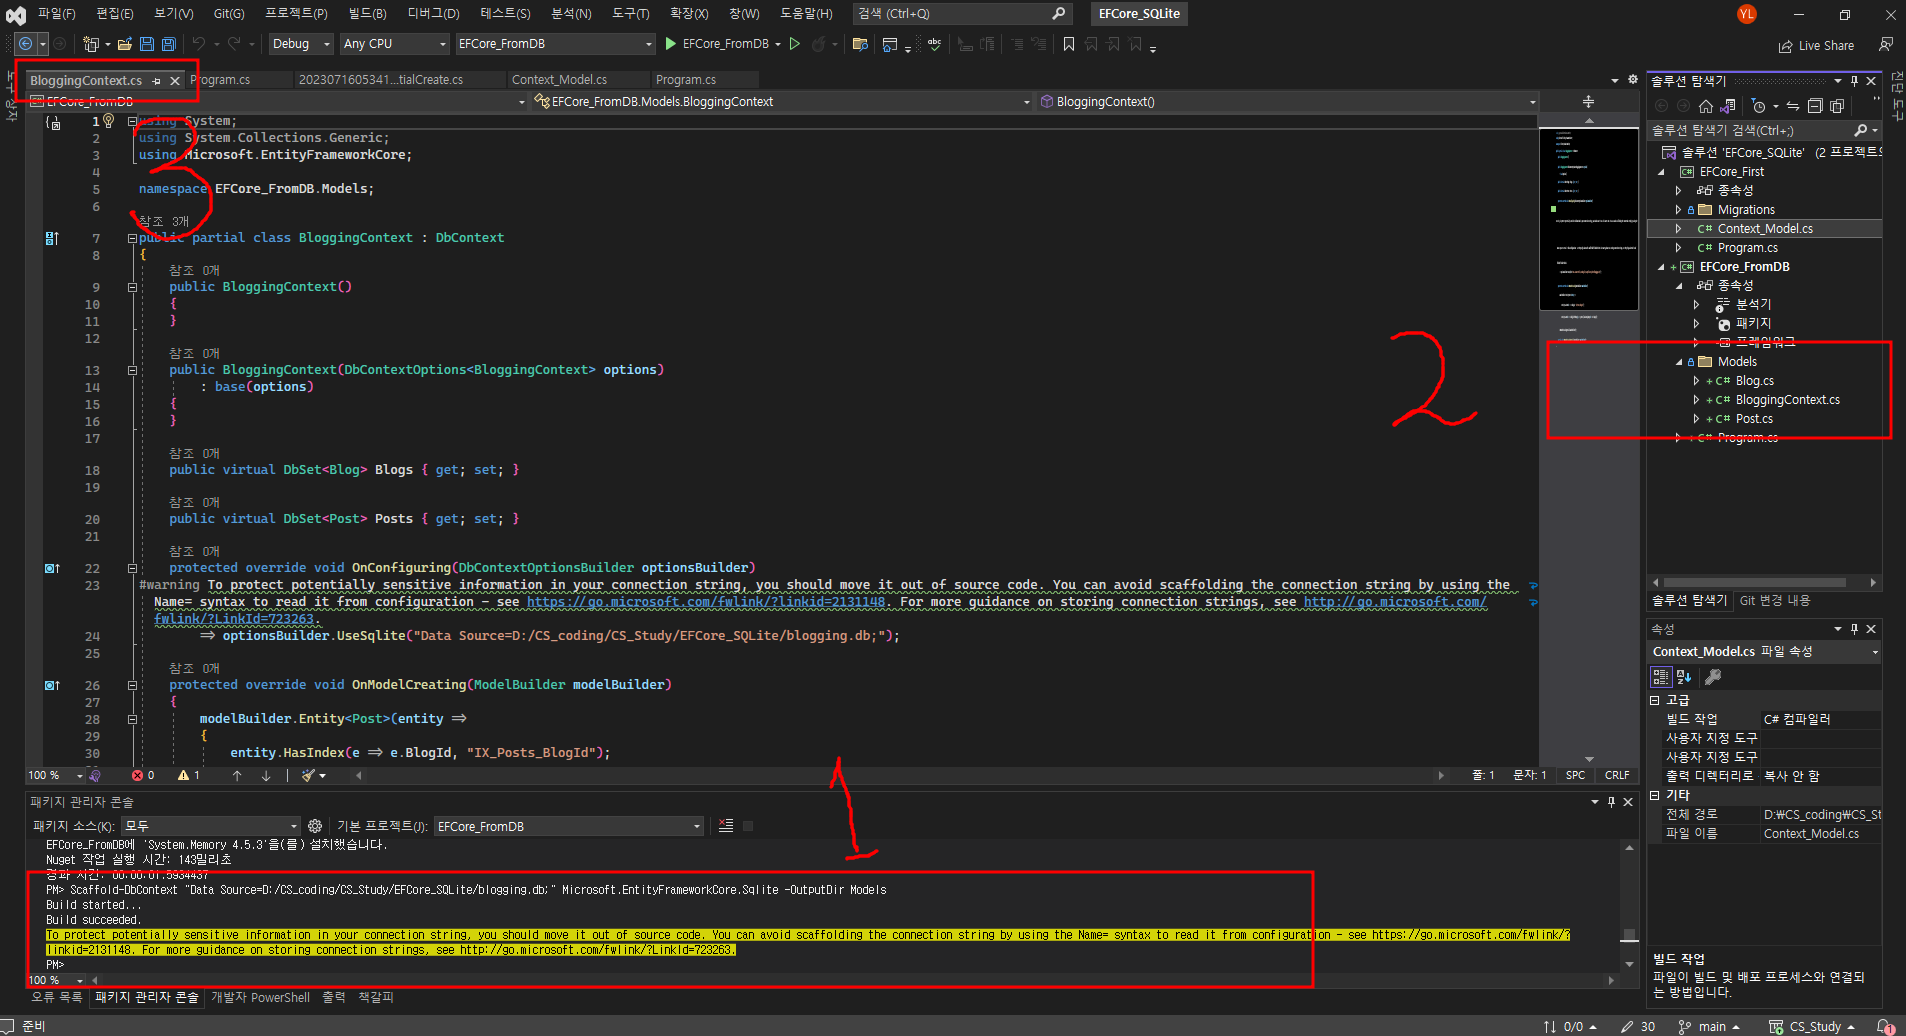 파일(F) 편집(E) 보기(V) Git(G) 프로젝트(P) 빌드(B) 디버그(D) 테스트(S) 분석(N) 도구(T) 확장(X) 창(W) 도움말(H) 검색 (Ctrl+Q) EFCore_SQLite YL
Debug Any CPU EFCore_FromDB EFCore_FromDB Live Share
BloggingContext.cs Program.cs 2023071605341...tialCreate.cs Context_Model.cs Program.cs
EFCore_FromDB EFCore_FromDB.Models.BloggingContext BloggingContext()
1 using System;
2 using System.Collections.Generic;
3 using Microsoft.EntityFrameworkCore;
4
5 namespace EFCore_FromDB.Models;
6
참조 3개
7 public partial class BloggingContext : DbContext
8 {
참조 0개
9 public BloggingContext()
10 {
11 }
12
참조 0개
13 public BloggingContext(DbContextOptions<BloggingContext> options)
14 : base(options)
15 {
16 }
17
참조 0개
18 public virtual DbSet<Blog> Blogs { get; set; }
19
참조 0개
20 public virtual DbSet<Post> Posts { get; set; }
21
참조 0개
22 protected override void OnConfiguring(DbContextOptionsBuilder optionsBuilder)
23 #warning To protect potentially sensitive information in your connection string, you should move it out of source code. You can avoid scaffolding the connection string by using the
Name= syntax to read it from configuration - see https://go.microsoft.com/fwlink/?linkid=2131148. For more guidance on storing connection strings, see http://go.microsoft.com/
fwlink/?LinkId=723263.
24 => optionsBuilder.UseSqlite("Data Source=D:/CS_coding/CS_Study/EFCore_SQLite/blogging.db;");
25
참조 0개
26 protected override void OnModelCreating(ModelBuilder modelBuilder)
27 {
28 modelBuilder.Entity<Post>(entity =>
29 {
30 entity.HasIndex(e => e.BlogId, "IX_Posts_BlogId");
3
2
1
100 % 0 1 줄: 1 문자: 1 SPC CRLF
패키지 관리자 콘솔
패키지 소스(K): 모두 기본 프로젝트(J): EFCore_FromDB
EFCore_FromDB에 'System.Memory 4.5.3'을(를) 설치했습니다.
Nuget 작업 실행 시간: 143밀리초
경과 시간: 00:00:01.5934437
PM> Scaffold-DbContext "Data Source=D:/CS_coding/CS_Study/EFCore_SQLite/blogging.db;" Microsoft.EntityFrameworkCore.Sqlite -OutputDir Models
Build started...
Build succeeded.
To protect potentially sensitive information in your connection string, you should move it out of source code. You can avoid scaffolding the connection string by using the Name= syntax to read it from configuration - see https://go.microsoft.com/fwlink/?
linkid=2131148. For more guidance on storing connection strings, see http://go.microsoft.com/fwlink/?LinkId=723263.
PM>
100 %
오류 목록 패키지 관리자 콘솔 개발자 PowerShell 출력 책갈피
솔루션 탐색기
솔루션 탐색기 검색(Ctrl+;)
솔루션 'EFCore_SQLite' (2 프로젝트의
EFCore_First
종속성
Migrations
C# Context_Model.cs
C# Program.cs
EFCore_FromDB
종속성
분석기
패키지
프레임워크
Models
C# Blog.cs
C# BloggingContext.cs
C# Post.cs
C# Program.cs
솔루션 탐색기 Git 변경 내용
속성
Context_Model.cs 파일 속성
고급
빌드 작업 C# 컴파일러
사용자 지정 도구
사용자 지정 도구
출력 디렉터리로 복사 안 함
기타
전체 경로 D:₩CS_coding₩CS_St
파일 이름 Context_Model.cs
빌드 작업
파일이 빌드 및 배포 프로세스와 연결되
는 방법입니다.
준비 0/0 30 main CS_Study 1